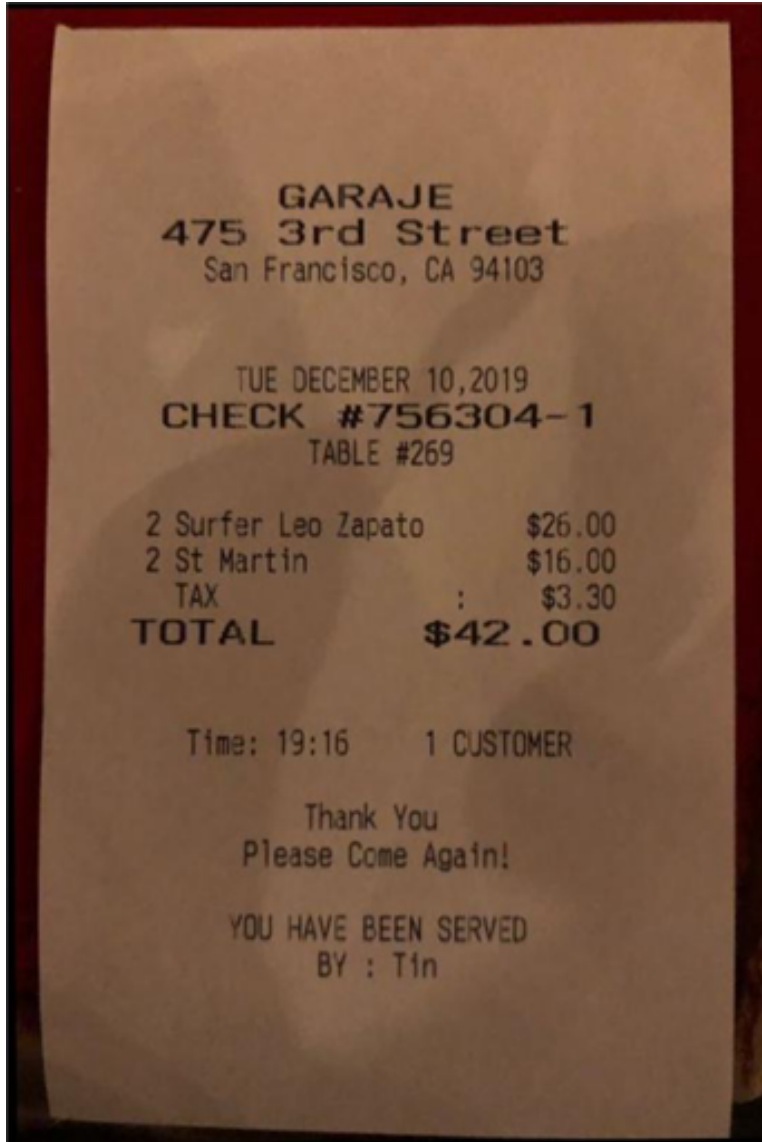 GARAJE
475 3rd Street
San Francisco, CA 94103
TUE DECEMBER 10,2019
CHECK #756304-1
TABLE #269
2 Surfer Leo Zapato $26.00
2 St Martin $16.00
TAX : $3.30
TOTAL $42.00
Time: 19:16 1 CUSTOMER
Thank You
Please Come Again!
YOU HAVE BEEN SERVED
BY : Tin